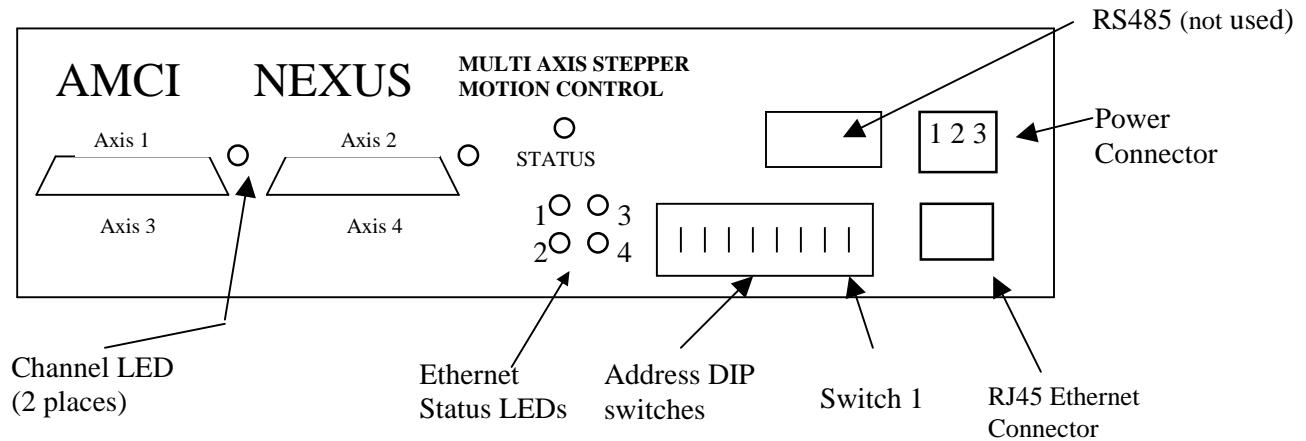 RS485 (not used)
AMCI NEXUS
MULTI AXIS STEPPER
MOTION CONTROL
Axis 1
Axis 2
STATUS
1 2 3
Power
Connector
Axis 3
Axis 4
1 3
2 4
Channel LED
(2 places)
Ethernet
Status LEDs
Address DIP
switches
Switch 1
RJ45 Ethernet
Connector